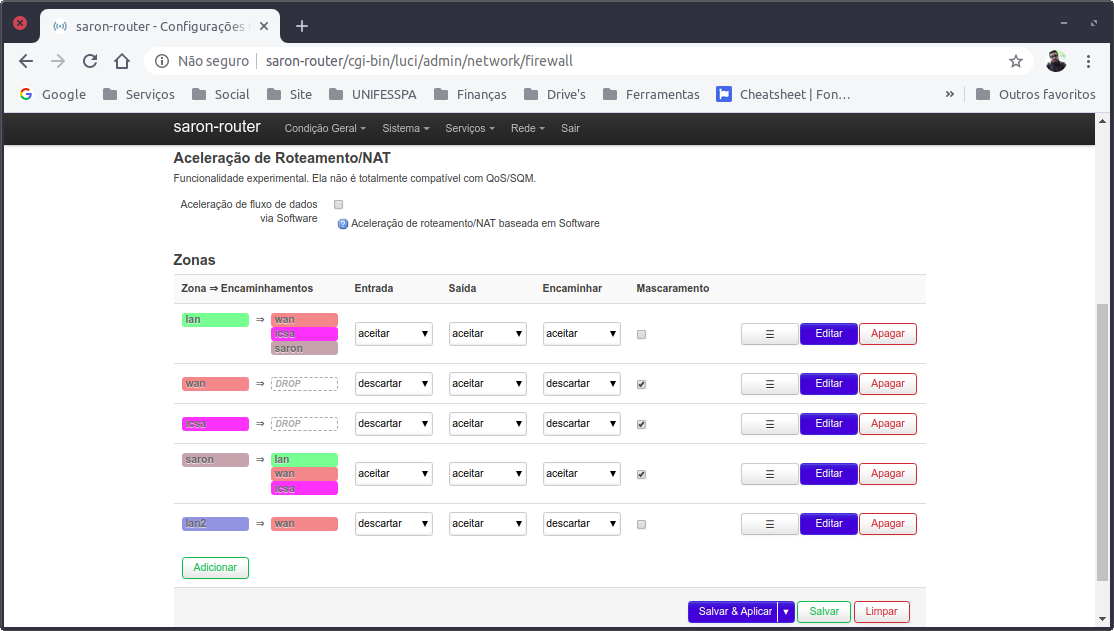 saron-router - Configurações
Não seguro saron-router/cgi-bin/luci/admin/network/firewall
Google Serviços Social Site UNIFESSPA Finanças Drive's Ferramentas Cheatsheet | Fon… » Outros favoritos
saron-router Condição Geral Sistema Serviços Rede Sair
Aceleração de Roteamento/NAT
Funcionalidade experimental. Ela não é totalmente compatível com QoS/SQM.
Aceleração de fluxo de dados
via Software
Aceleração de roteamento/NAT baseada em Software
Zonas
Zona ⇒ Encaminhamentos Entrada Saída Encaminhar Mascaramento
lan ⇒ wan
icsa
saron
aceitar aceitar aceitar ☰ Editar Apagar
wan ⇒ DROP descartar aceitar descartar ☰ Editar Apagar
icsa ⇒ DROP descartar aceitar descartar ☰ Editar Apagar
saron ⇒ lan
wan
icsa
aceitar aceitar aceitar ☰ Editar Apagar
lan2 ⇒ wan descartar aceitar descartar ☰ Editar Apagar
Adicionar
Salvar & Aplicar Salvar Limpar